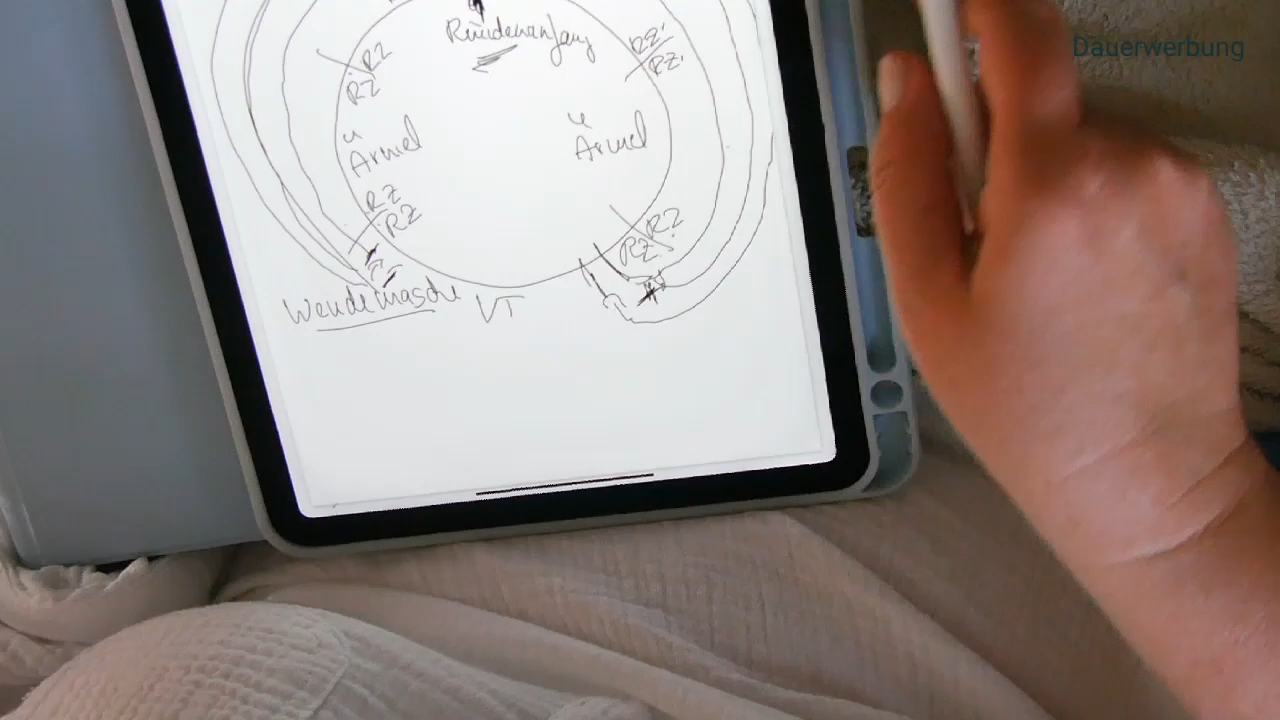 Dauerwerbung
Rundenanfang
RZ
RZ
RZ
RZ
Ärmel
Ärmel
RZ
RZ
RZ
RZ
Wendemasche
VT